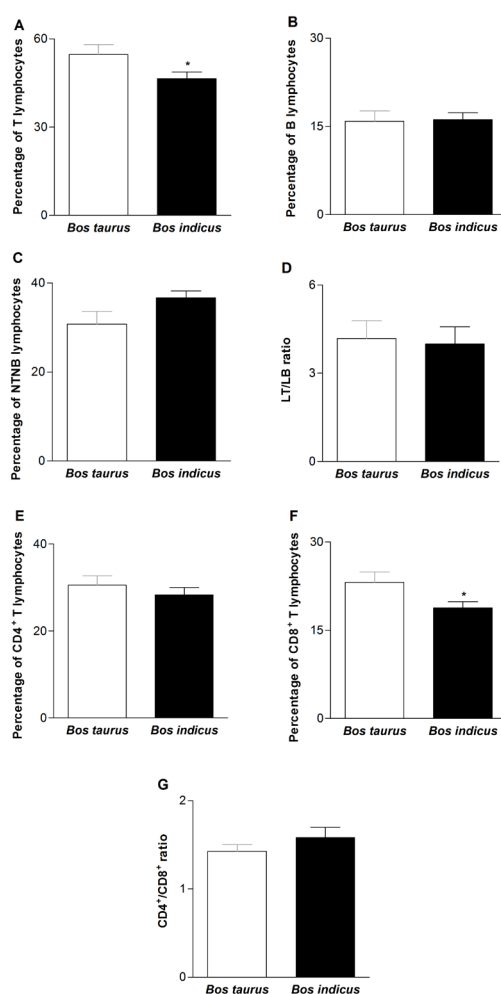 A
Percentage of T lymphocytes
60
30
0
*
Bos taurus Bos indicus
B
Percentage of B lymphocytes
30
15
0
Bos taurus Bos indicus
C
Percentage of NTNB lymphocytes
40
20
0
Bos taurus Bos indicus
D
LT/LB ratio
6
3
0
Bos taurus Bos indicus
E
Percentage of CD4⁺ T lymphocytes
40
20
0
Bos taurus Bos indicus
F
Percentage of CD8⁺ T lymphocytes
30
15
0
*
Bos taurus Bos indicus
G
CD4⁺/CD8⁺ ratio
2
1
0
Bos taurus Bos indicus